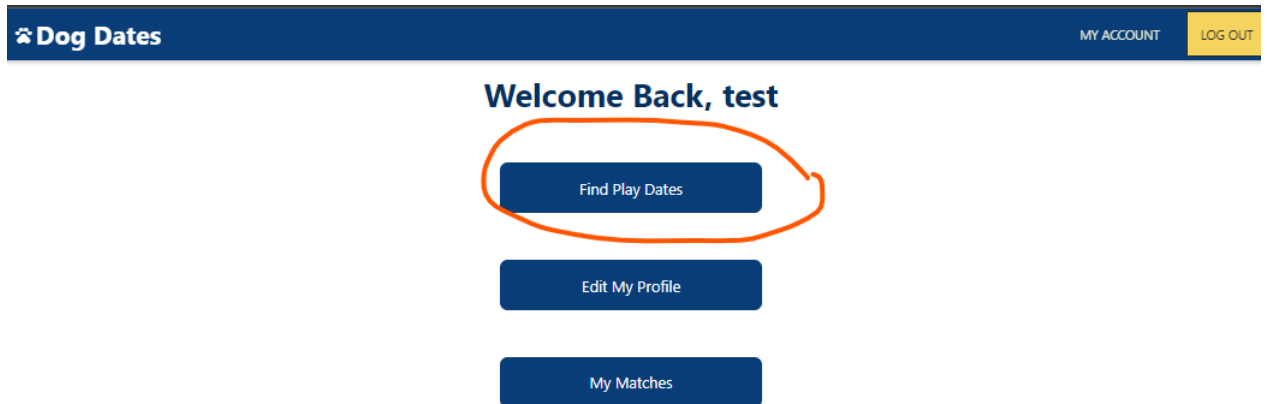 Dog Dates
MY ACCOUNT
LOG OUT
Welcome Back, test
Find Play Dates
Edit My Profile
My Matches